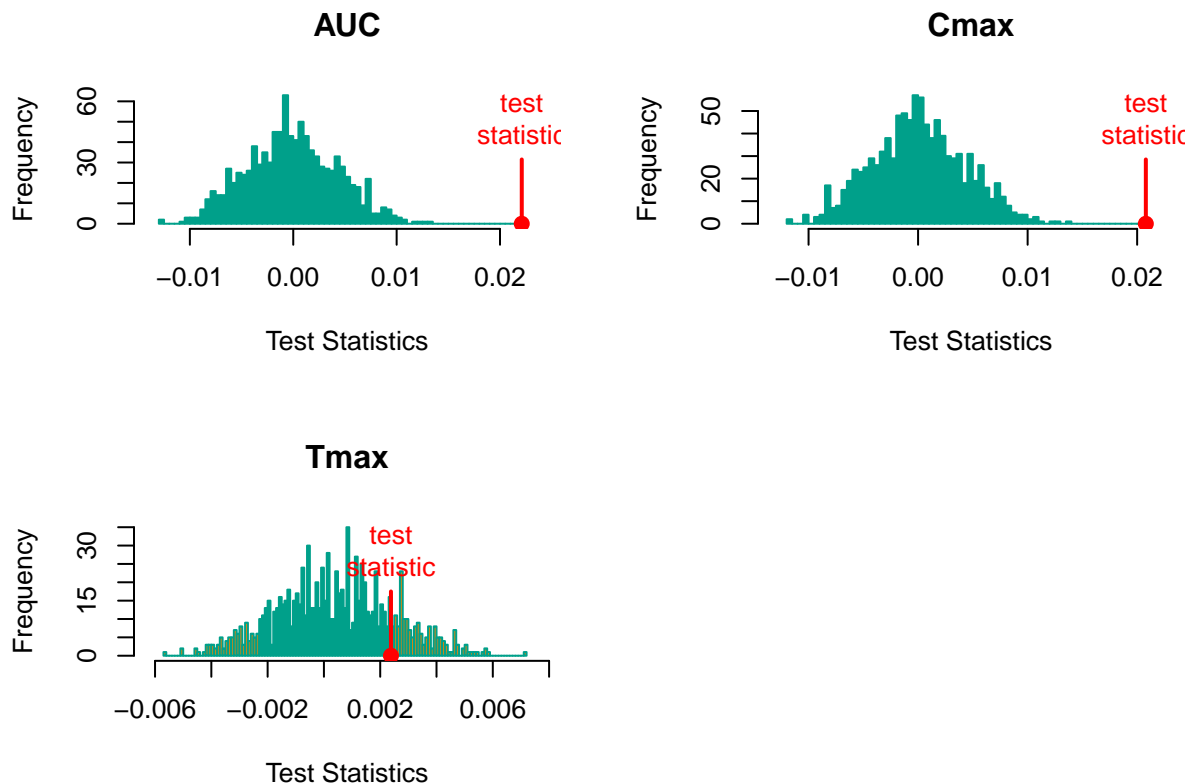 AUC
Frequency
60
30
0
test
statistic
−0.01 0.00 0.01 0.02
Test Statistics
Cmax
Frequency
50
20
0
test
statistic
−0.01 0.00 0.01 0.02
Test Statistics
Tmax
Frequency
30
15
0
test
statistic
−0.006 −0.002 0.002 0.006
Test Statistics